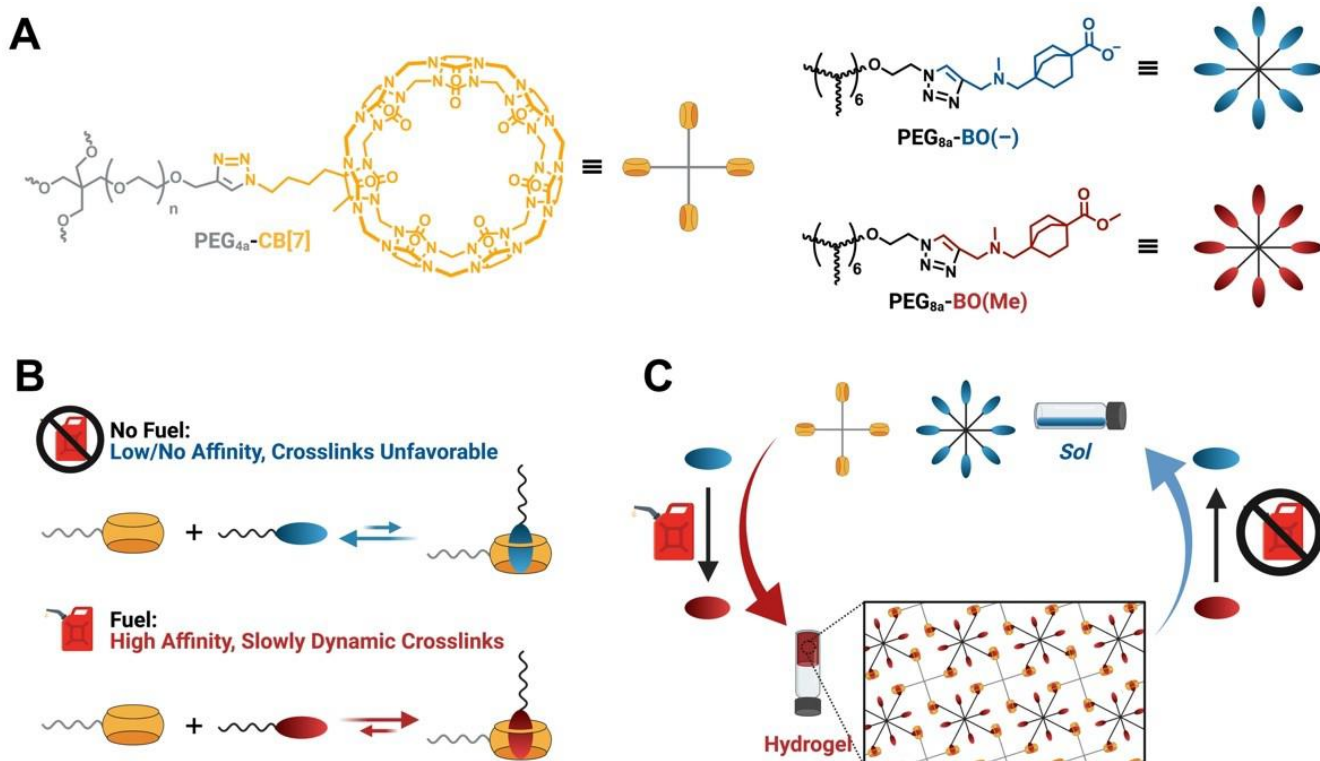 A
PEG4a-CB[7]
n
6
PEG8a-BO(−)
6
PEG8a-BO(Me)
B
No Fuel:
Low/No Affinity, Crosslinks Unfavorable
+
Fuel:
High Affinity, Slowly Dynamic Crosslinks
+
C
Sol
Hydrogel